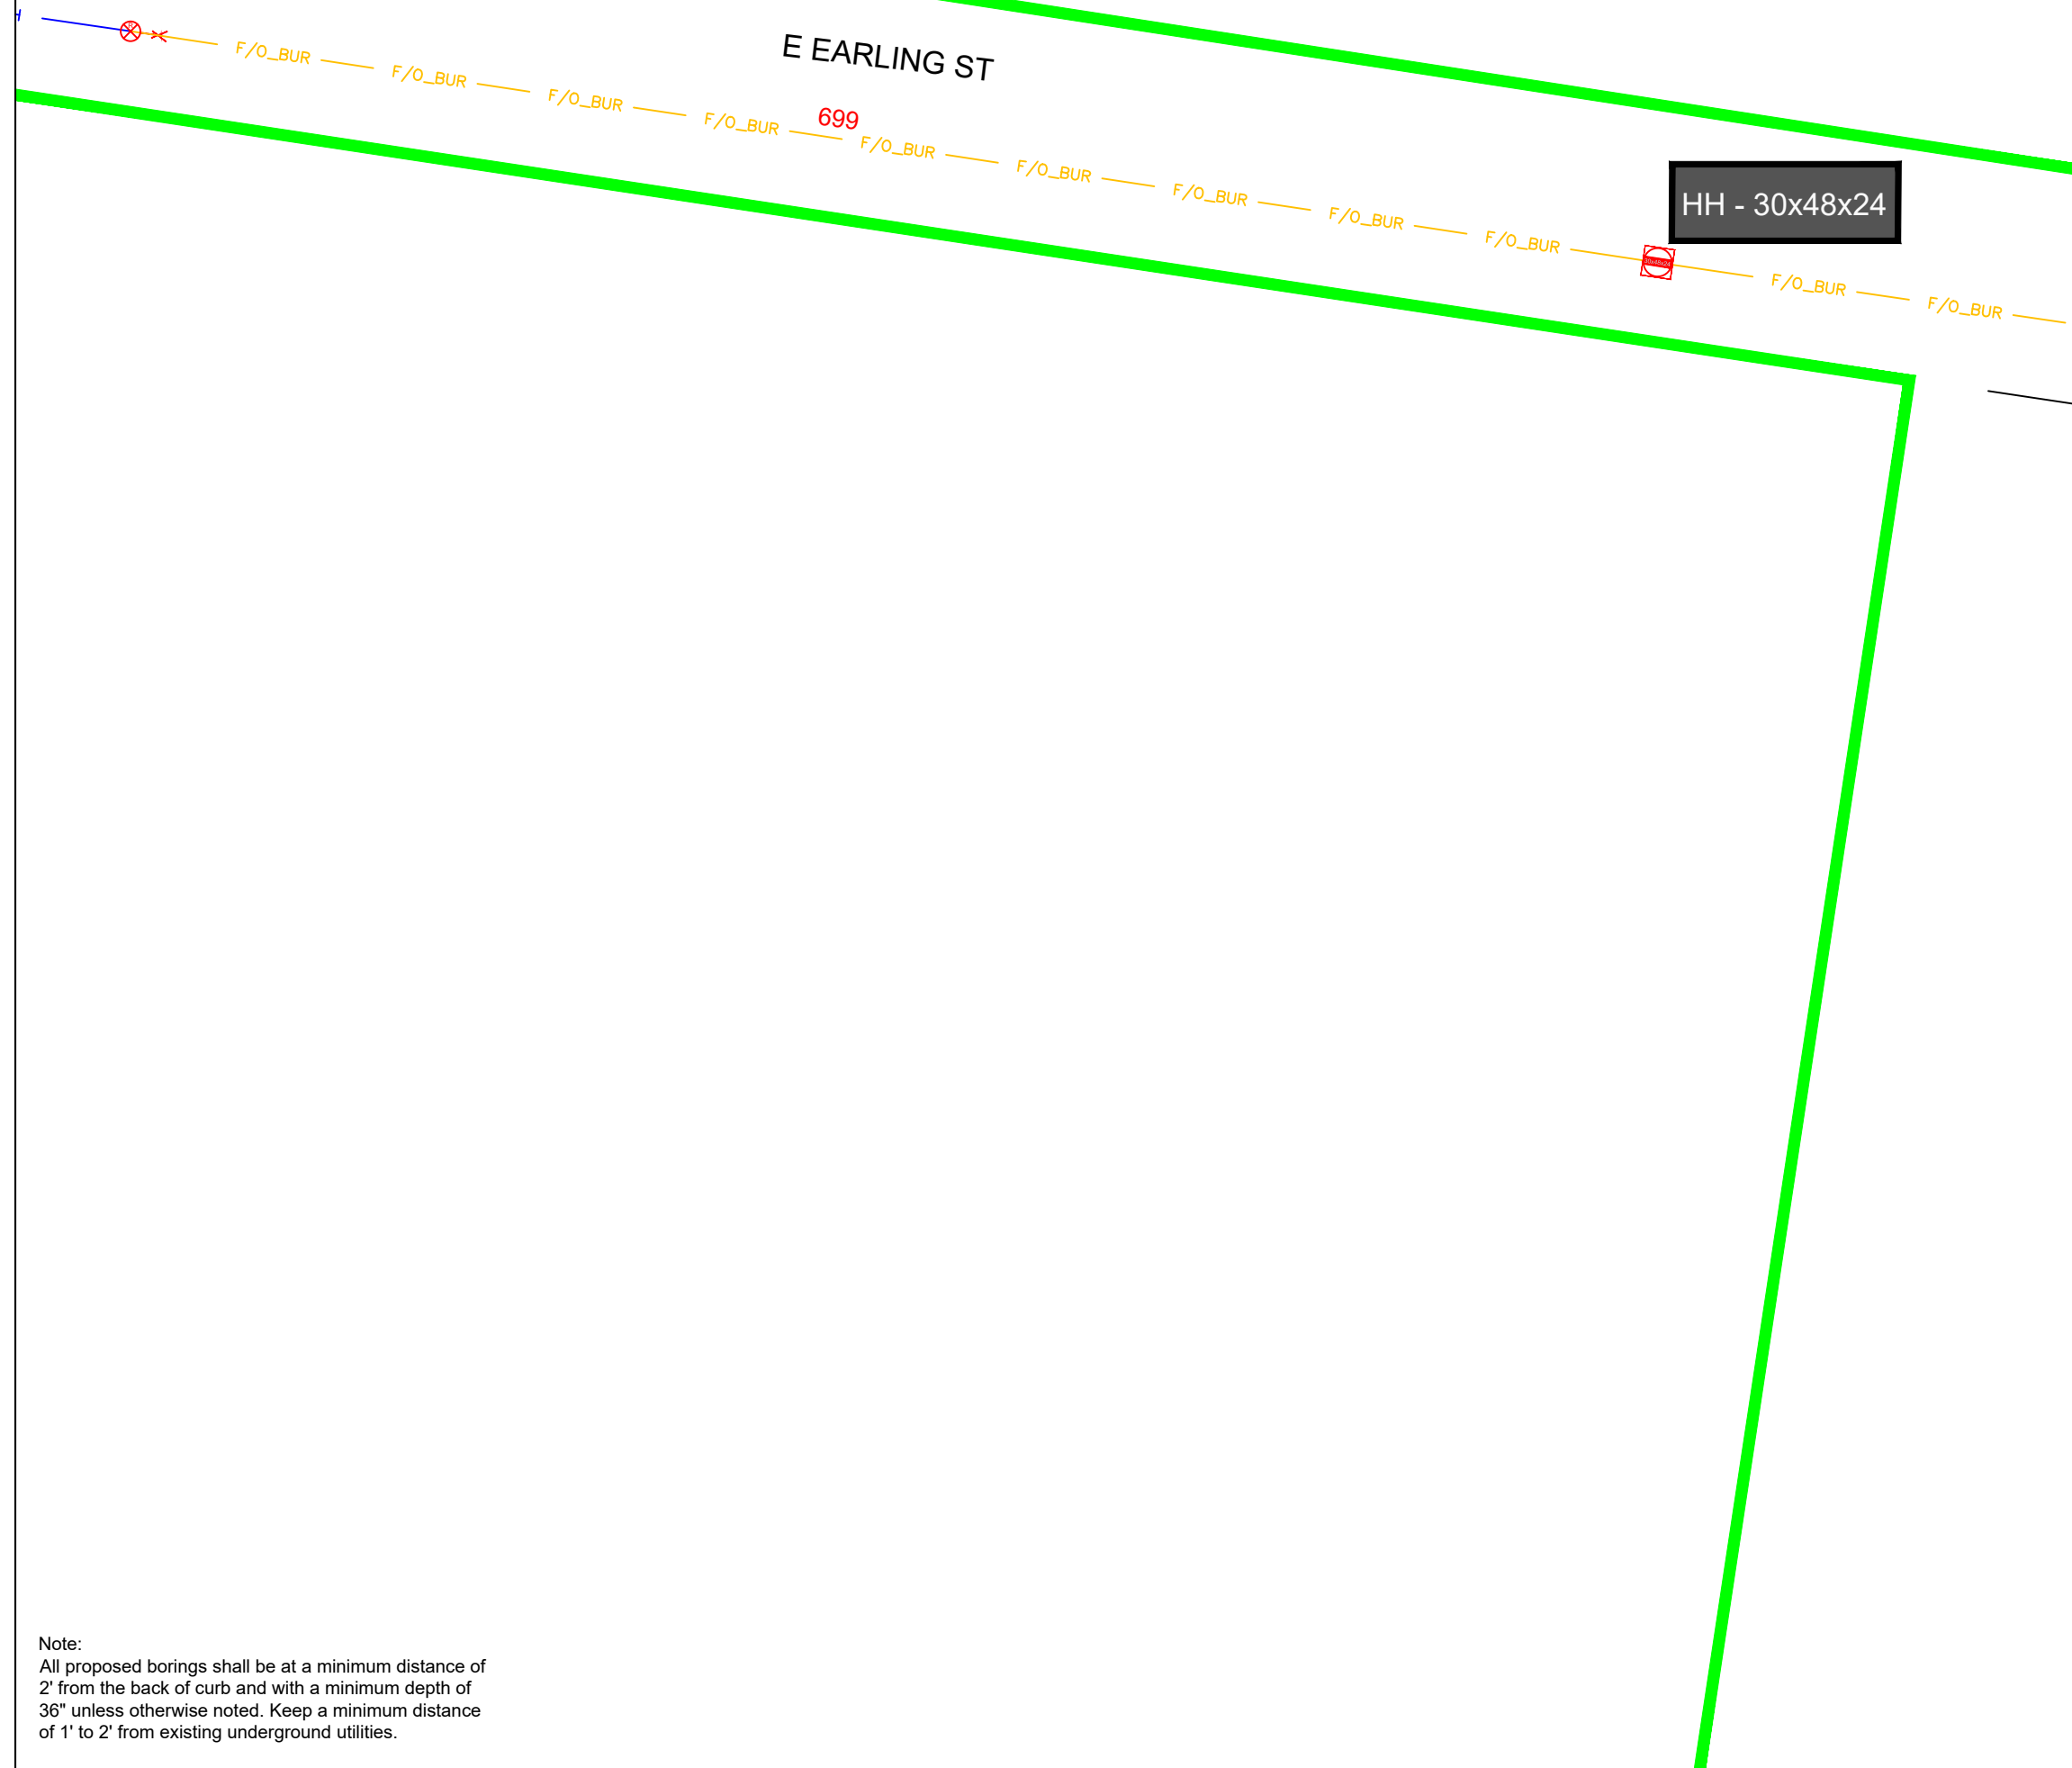 E EARLING ST
R
F/O_BUR F/O_BUR F/O_BUR F/O_BUR F/O_BUR F/O_BUR F/O_BUR F/O_BUR F/O_BUR F/O_BUR F/O_BUR
699
HH - 30x48x24
30x48x24
Note:
All proposed borings shall be at a minimum distance of
2' from the back of curb and with a minimum depth of
36" unless otherwise noted. Keep a minimum distance
of 1' to 2' from existing underground utilities.